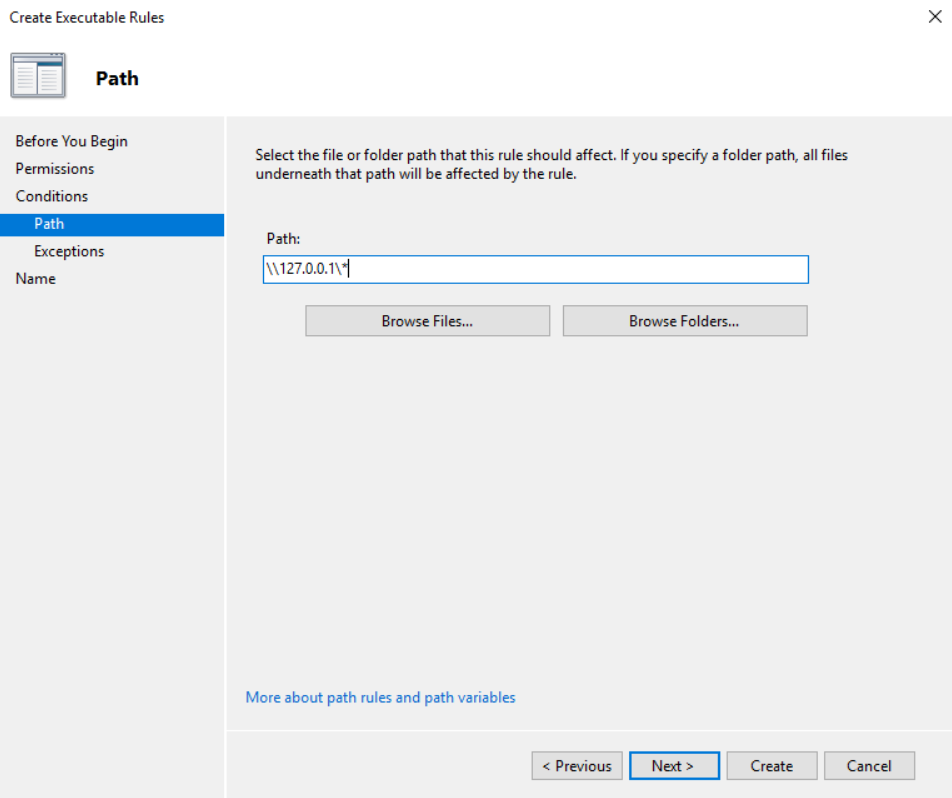 Create Executable Rules
Path
Before You Begin
Permissions
Conditions
Path
Exceptions
Name
Select the file or folder path that this rule should affect. If you specify a folder path, all files
underneath that path will be affected by the rule.
Path:
\\127.0.0.1\*
Browse Files...
Browse Folders...
More about path rules and path variables
< Previous
Next >
Create
Cancel